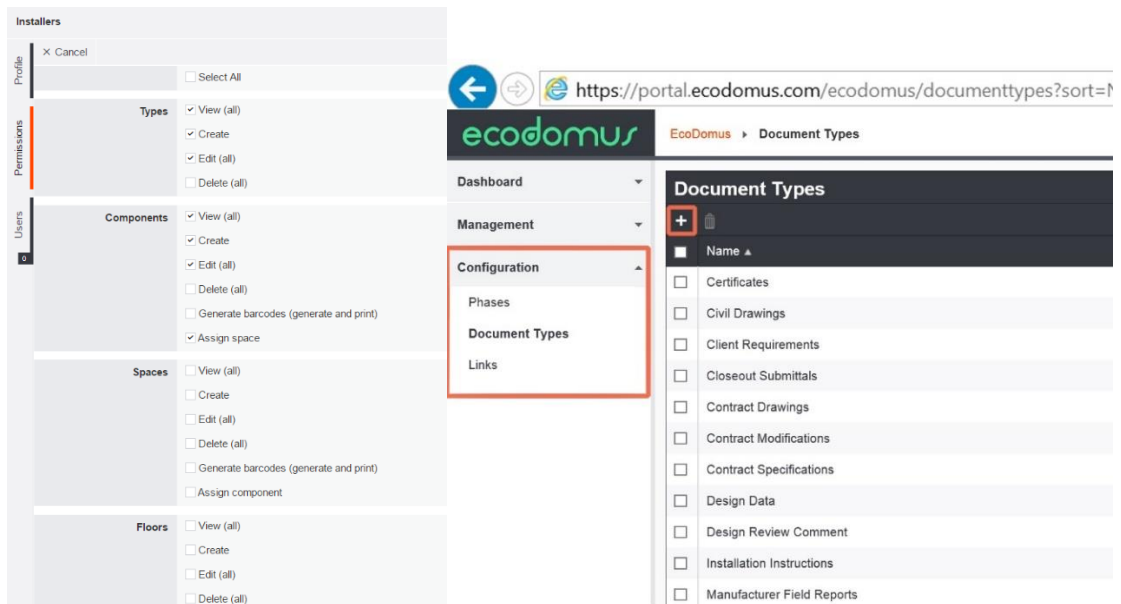 Installers
× Cancel
Profile
Permissions
Users
0
Select All
Types
View (all)
Create
Edit (all)
Delete (all)
Components
View (all)
Create
Edit (all)
Delete (all)
Generate barcodes (generate and print)
Assign space
Spaces
View (all)
Create
Edit (all)
Delete (all)
Generate barcodes (generate and print)
Assign component
Floors
View (all)
Create
Edit (all)
Delete (all)
https://portal.ecodomus.com/ecodomus/documenttypes?sort=N
ecodomus
EcoDomus ▸ Document Types
Dashboard
Management
Configuration
Phases
Document Types
Links
Document Types
+
Name ▲
Certificates
Civil Drawings
Client Requirements
Closeout Submittals
Contract Drawings
Contract Modifications
Contract Specifications
Design Data
Design Review Comment
Installation Instructions
Manufacturer Field Reports